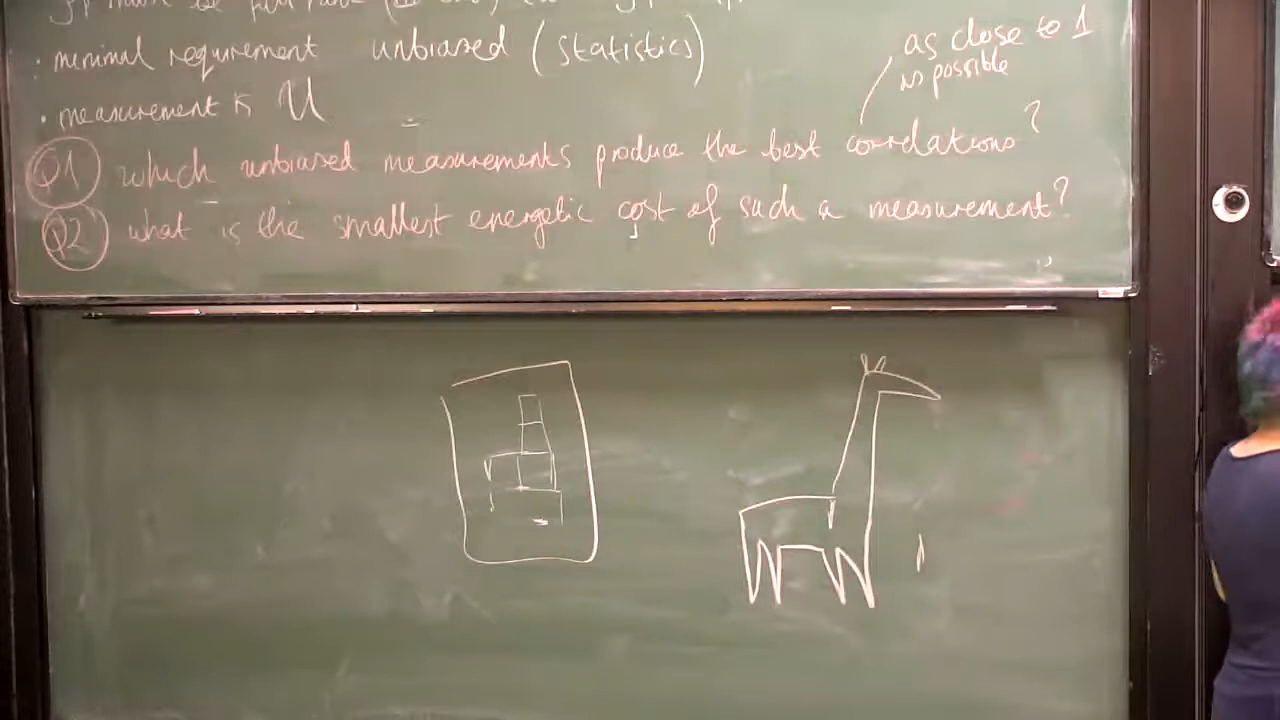 · minimal requirement unbiased (statistics)
as close to 1
as possible
· measurement is U
Q1 which unbiased measurements produce the best correlations?
Q2 what is the smallest energetic cost of such a measurement?